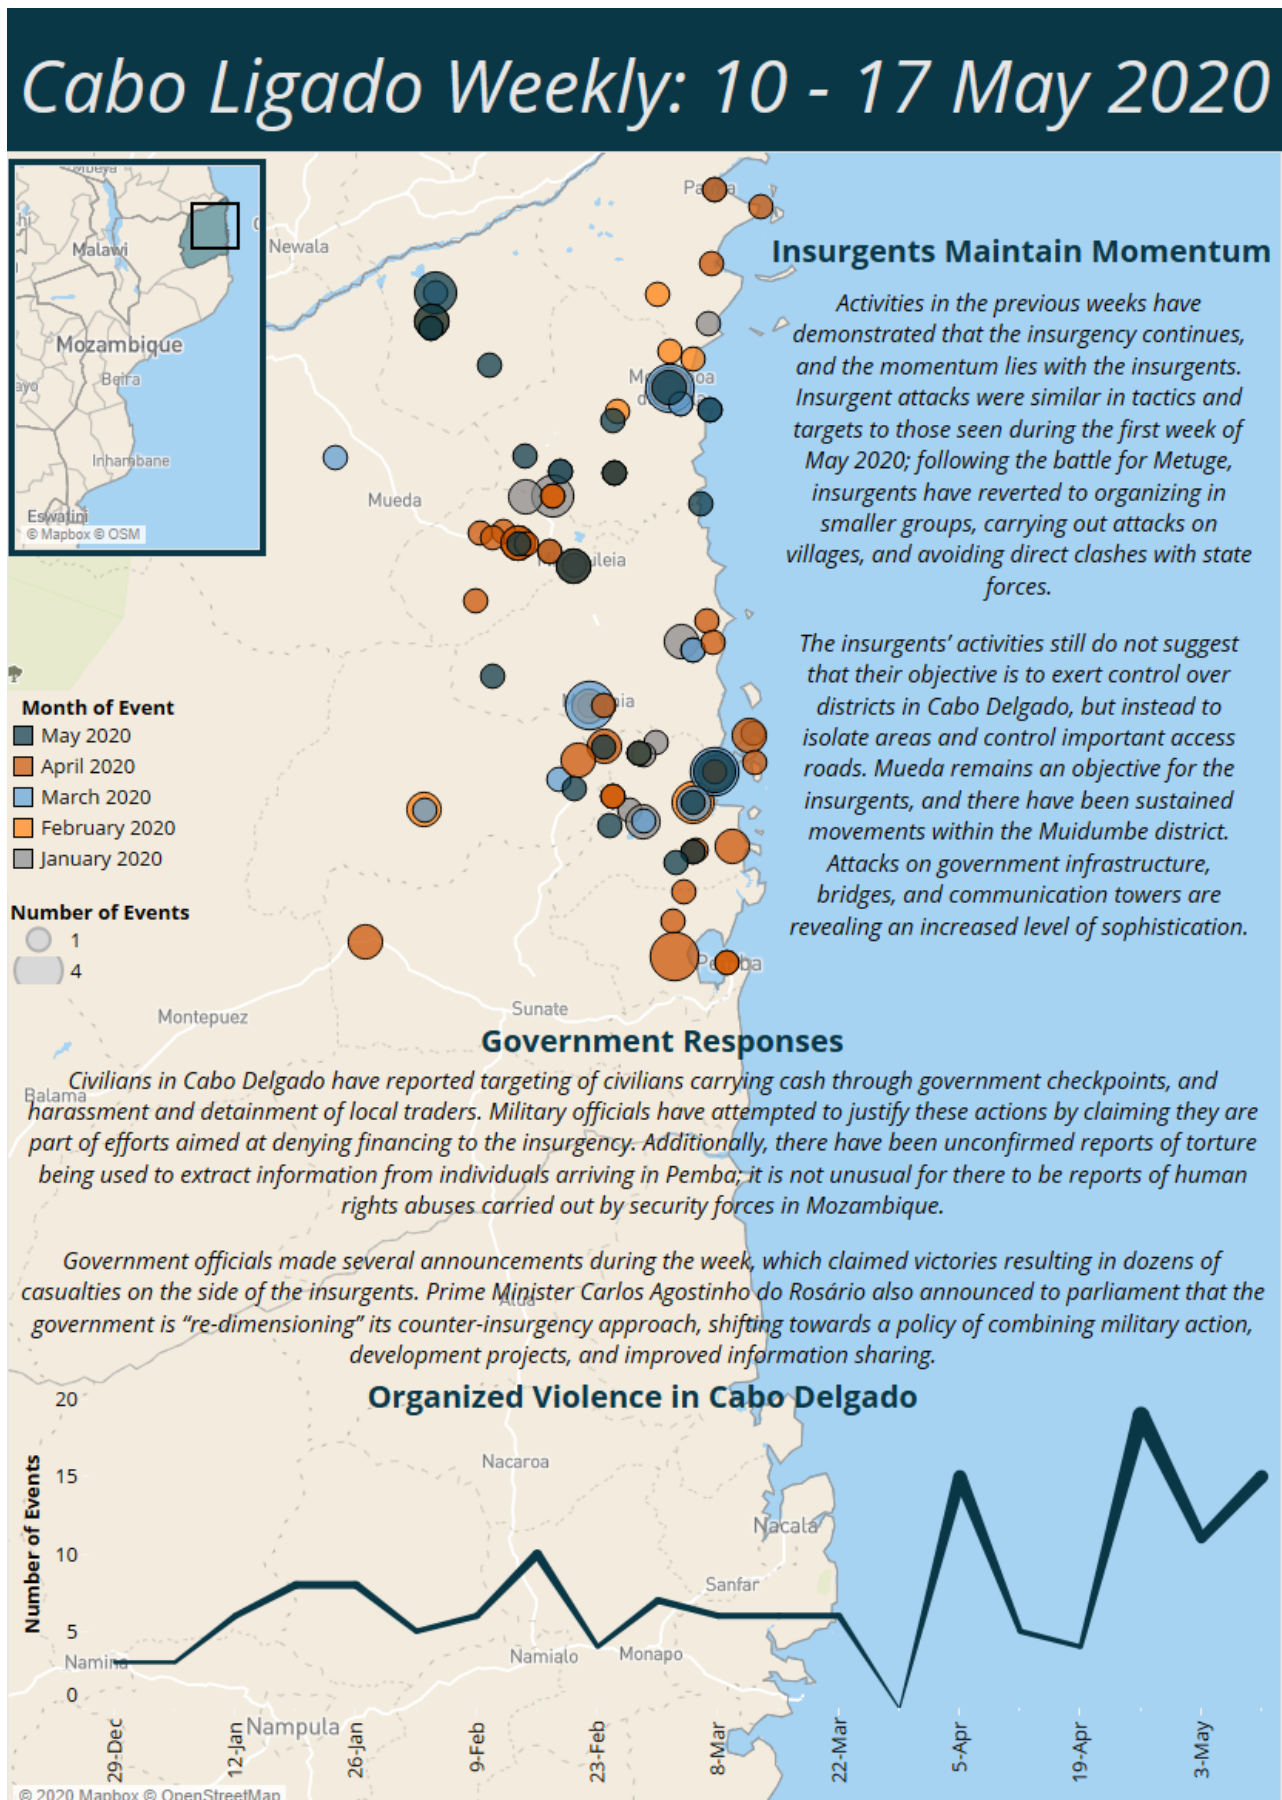 Cabo Ligado Weekly: 10 - 17 May 2020
Malawi
Mozambique
Beira
Inhambane
Eswatini
© Mapbox © OSM
Newala
Mueda
Insurgents Maintain Momentum
Activities in the previous weeks have
demonstrated that the insurgency continues,
and the momentum lies with the insurgents.
Insurgent attacks were similar in tactics and
targets to those seen during the first week of
May 2020; following the battle for Metuge,
insurgents have reverted to organizing in
smaller groups, carrying out attacks on
villages, and avoiding direct clashes with state
forces.
The insurgents’ activities still do not suggest
that their objective is to exert control over
districts in Cabo Delgado, but instead to
isolate areas and control important access
roads. Mueda remains an objective for the
insurgents, and there have been sustained
movements within the Muidumbe district.
Attacks on government infrastructure,
bridges, and communication towers are
revealing an increased level of sophistication.
Month of Event
May 2020
April 2020
March 2020
February 2020
January 2020
Number of Events
1
4
Pemba
Sunate
Montepuez
Balama
Government Responses
Civilians in Cabo Delgado have reported targeting of civilians carrying cash through government checkpoints, and
harassment and detainment of local traders. Military officials have attempted to justify these actions by claiming they are
part of efforts aimed at denying financing to the insurgency. Additionally, there have been unconfirmed reports of torture
being used to extract information from individuals arriving in Pemba; it is not unusual for there to be reports of human
rights abuses carried out by security forces in Mozambique.
Government officials made several announcements during the week, which claimed victories resulting in dozens of
casualties on the side of the insurgents. Prime Minister Carlos Agostinho do Rosário also announced to parliament that the
government is “re-dimensioning” its counter-insurgency approach, shifting towards a policy of combining military action,
development projects, and improved information sharing.
Alua
Organized Violence in Cabo Delgado
Number of Events
20
15
10
5
0
Nacaroa
Nacala
Sanfar
Namialo
Monapo
Namina
Nampula
29-Dec
12-Jan
26-Jan
9-Feb
23-Feb
8-Mar
22-Mar
5-Apr
19-Apr
3-May
© 2020 Mapbox © OpenStreetMap